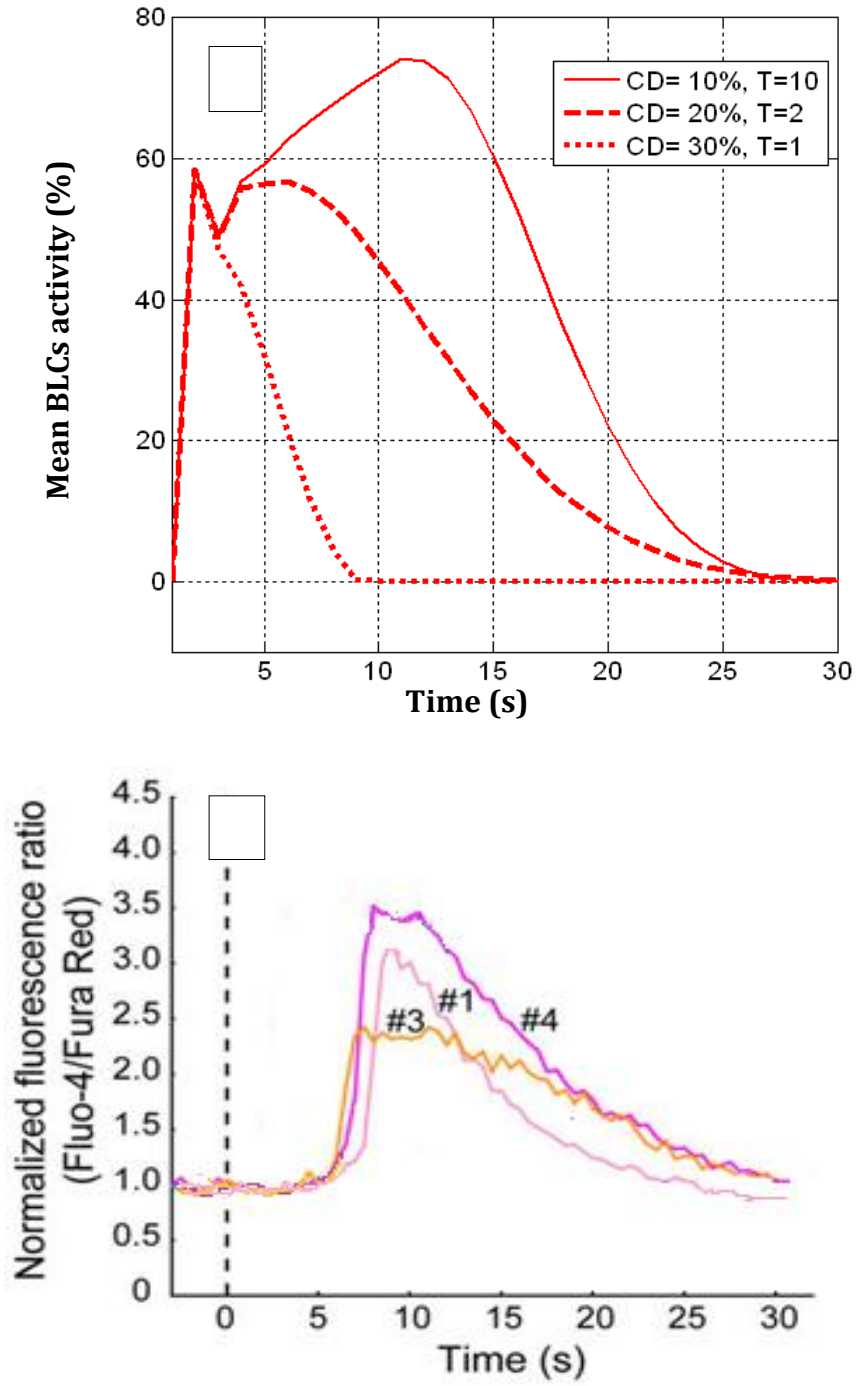 80
60
40
20
0
Mean BLCs activity (%)
CD= 10%, T=10
CD= 20%, T=2
CD= 30%, T=1
5 10 15 20 25 30
Time (s)
4.5
4.0
3.5
3.0
2.5
2.0
1.5
1.0
0.5
0
Normalized fluorescence ratio
(Fluo-4/Fura Red)
#3 #1 #4
0 5 10 15 20 25 30
Time (s)